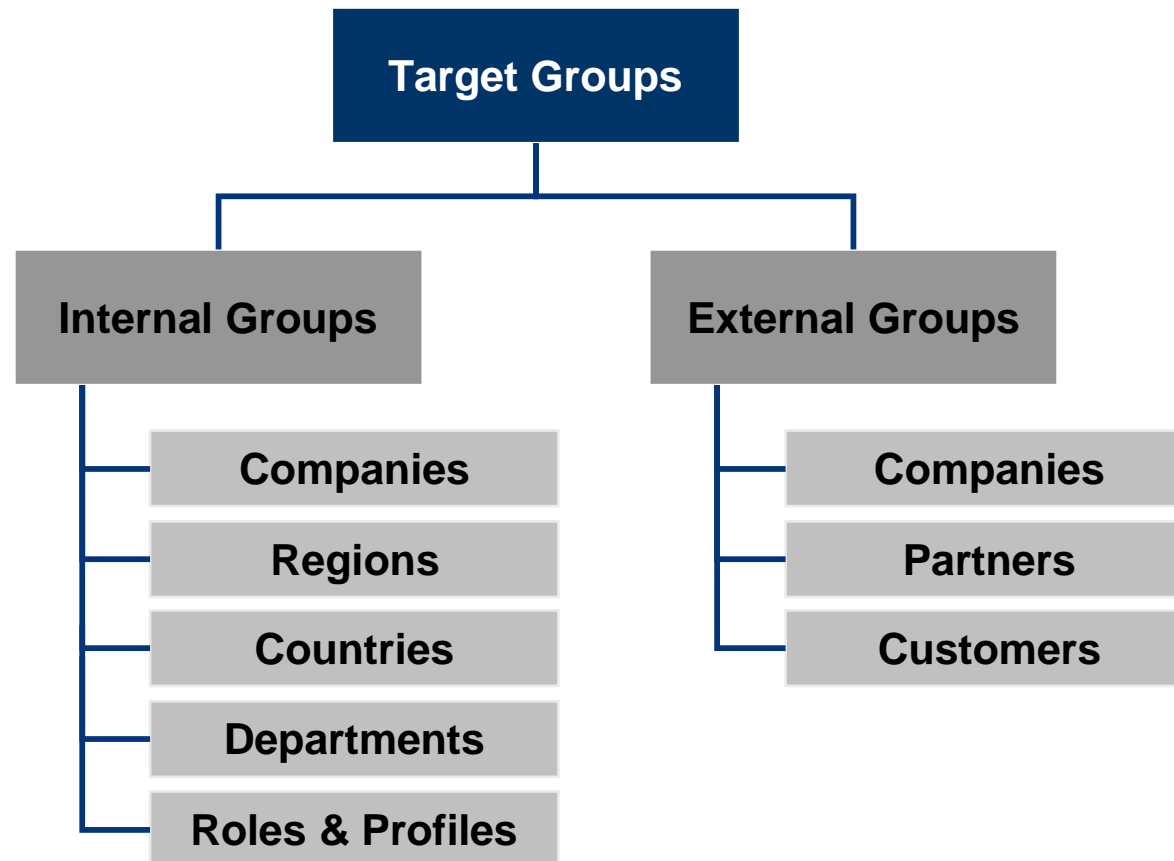 Target Groups
Internal Groups
External Groups
Companies
Regions
Countries
Departments
Roles & Profiles
Companies
Partners
Customers